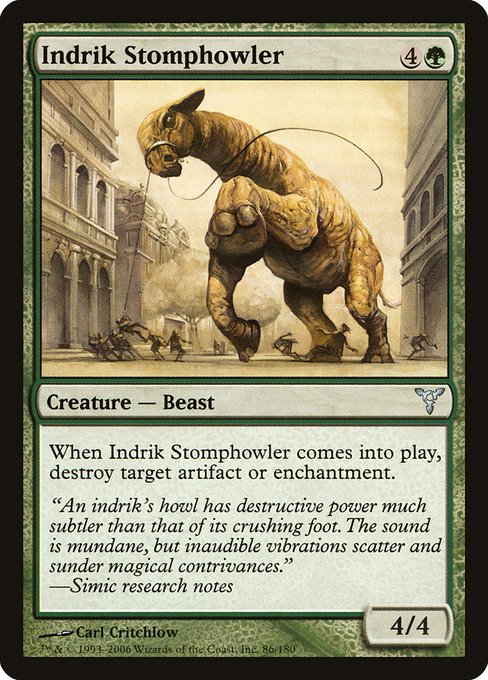 Indrik Stomphowler 4
Creature — Beast
When Indrik Stomphowler comes into play,
destroy target artifact or enchantment.
“An indrik’s howl has destructive power much
subtler than that of its crushing foot. The sound
is mundane, but inaudible vibrations scatter and
sunder magical contrivances.”
—Simic research notes
4/4
Carl Critchlow
™ & © 1993–2006 Wizards of the Coast, Inc. 86/180